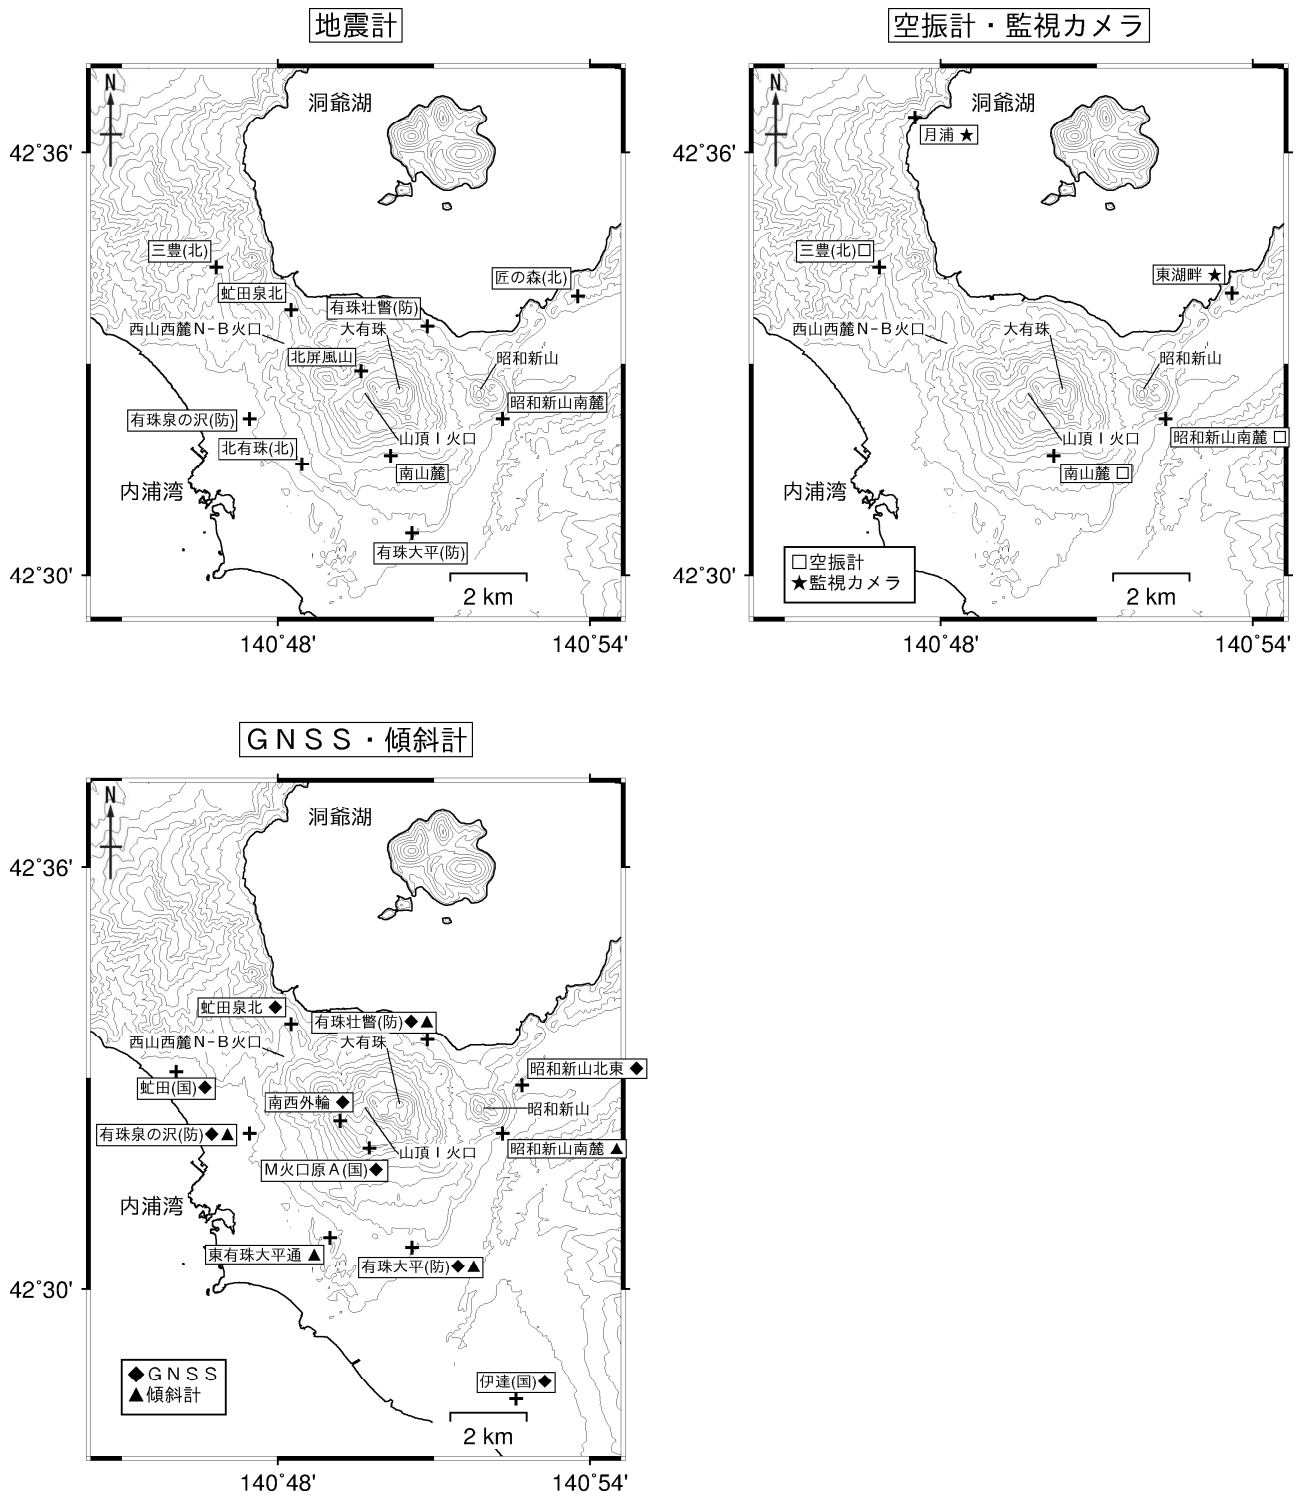 地震計
N
洞爺湖
42˚36'
三豊(北)
匠の森(北)
虻田泉北
有珠壮瞥(防)
西山西麓N-B火口
大有珠
北屏風山
昭和新山
昭和新山南麓
有珠泉の沢(防)
山頂Ⅰ火口
北有珠(北)
南山麓
内浦湾
有珠大平(防)
42˚30'
2 km
140˚48'
140˚54'
空振計・監視カメラ
N
洞爺湖
月浦★
42˚36'
三豊(北)□
東湖畔★
西山西麓N-B火口
大有珠
昭和新山
山頂Ⅰ火口
昭和新山南麓□
南山麓□
内浦湾
□空振計
★監視カメラ
42˚30'
2 km
140˚48'
140˚54'
GNSS・傾斜計
N
洞爺湖
42˚36'
虻田泉北◆
有珠壮瞥(防)◆▲
西山西麓N-B火口
大有珠
昭和新山北東◆
虻田(国)◆
南西外輪◆
昭和新山
有珠泉の沢(防)◆▲
山頂Ⅰ火口
昭和新山南麓▲
M火口原A(国)◆
内浦湾
東有珠大平通▲
有珠大平(防)◆▲
42˚30'
◆GNSS
▲傾斜計
伊達(国)◆
2 km
140˚48'
140˚54'